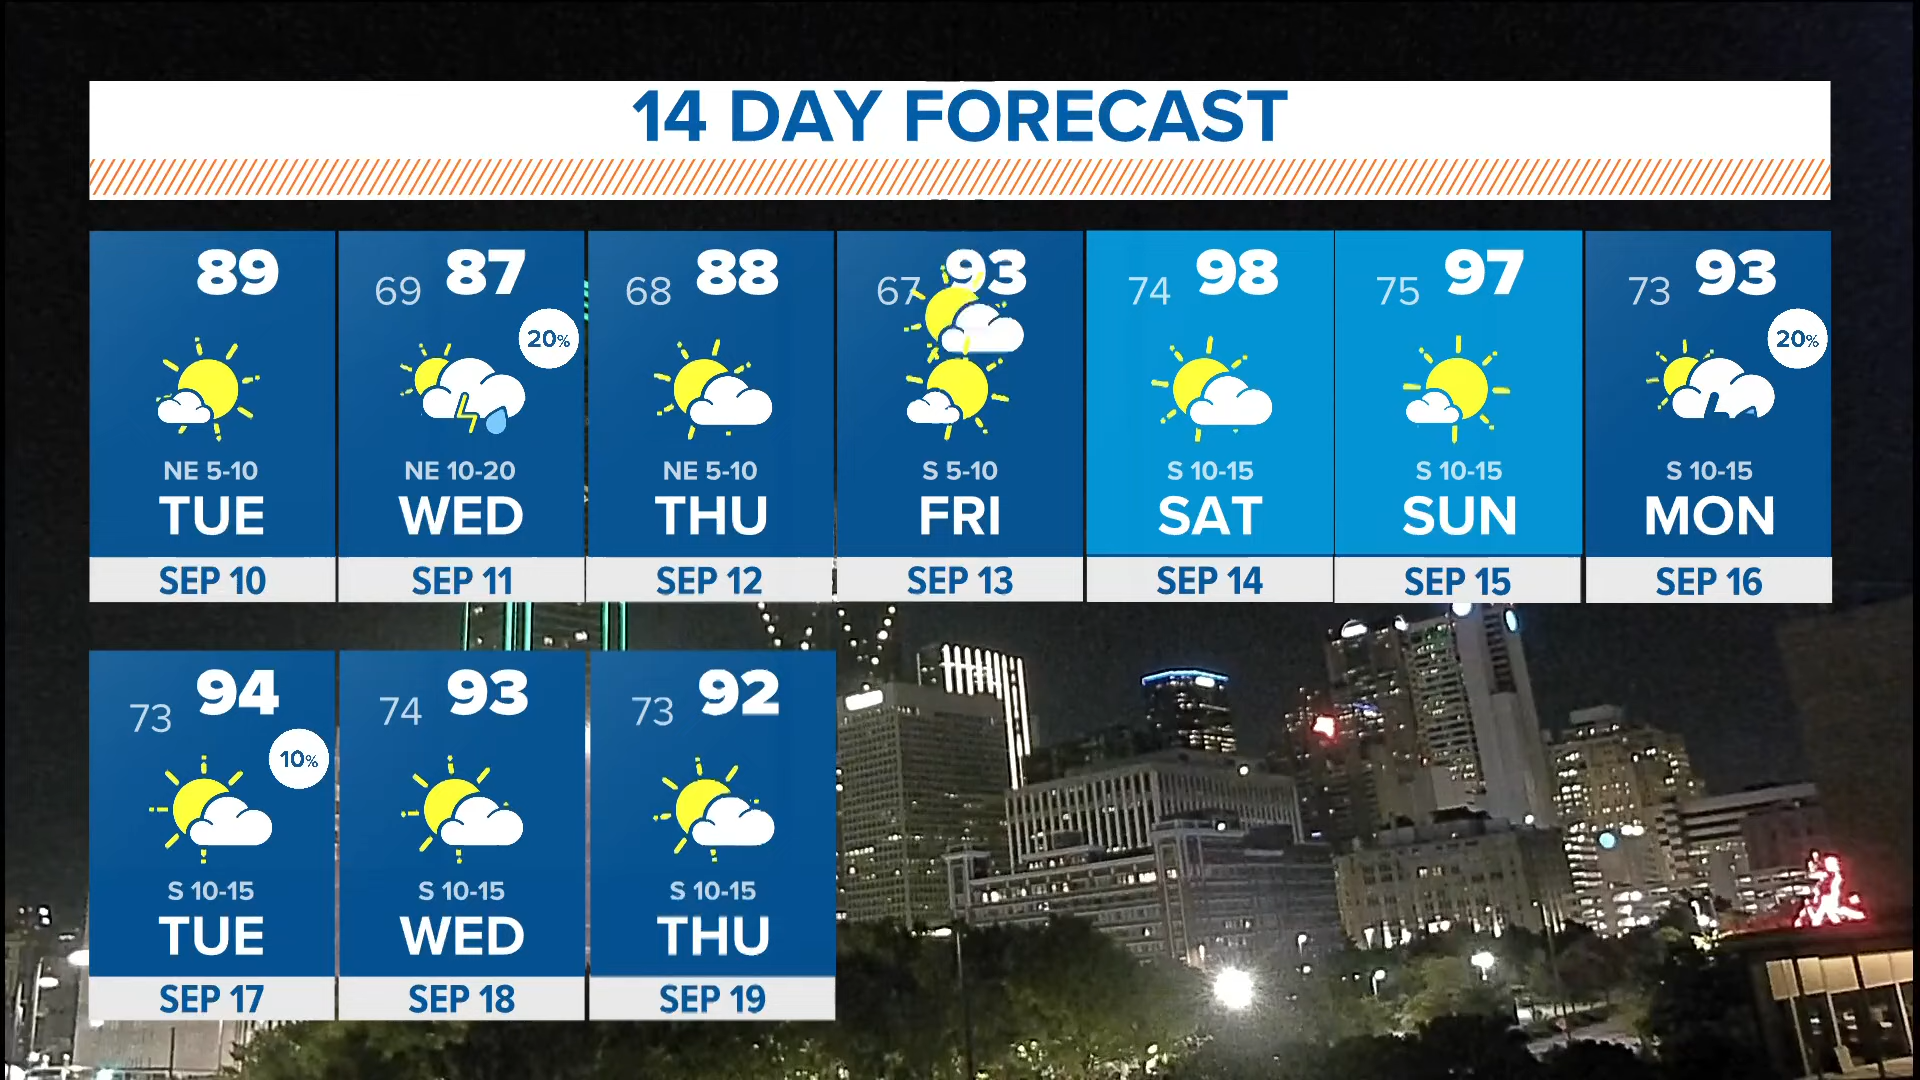 14 DAY FORECAST
89
NE 5-10
TUE
SEP 10
69 87
20%
NE 10-20
WED
SEP 11
68 88
NE 5-10
THU
SEP 12
67 93
S 5-10
FRI
SEP 13
74 98
S 10-15
SAT
SEP 14
75 97
S 10-15
SUN
SEP 15
73 93
20%
S 10-15
MON
SEP 16
73 94
10%
S 10-15
TUE
SEP 17
74 93
S 10-15
WED
SEP 18
73 92
S 10-15
THU
SEP 19